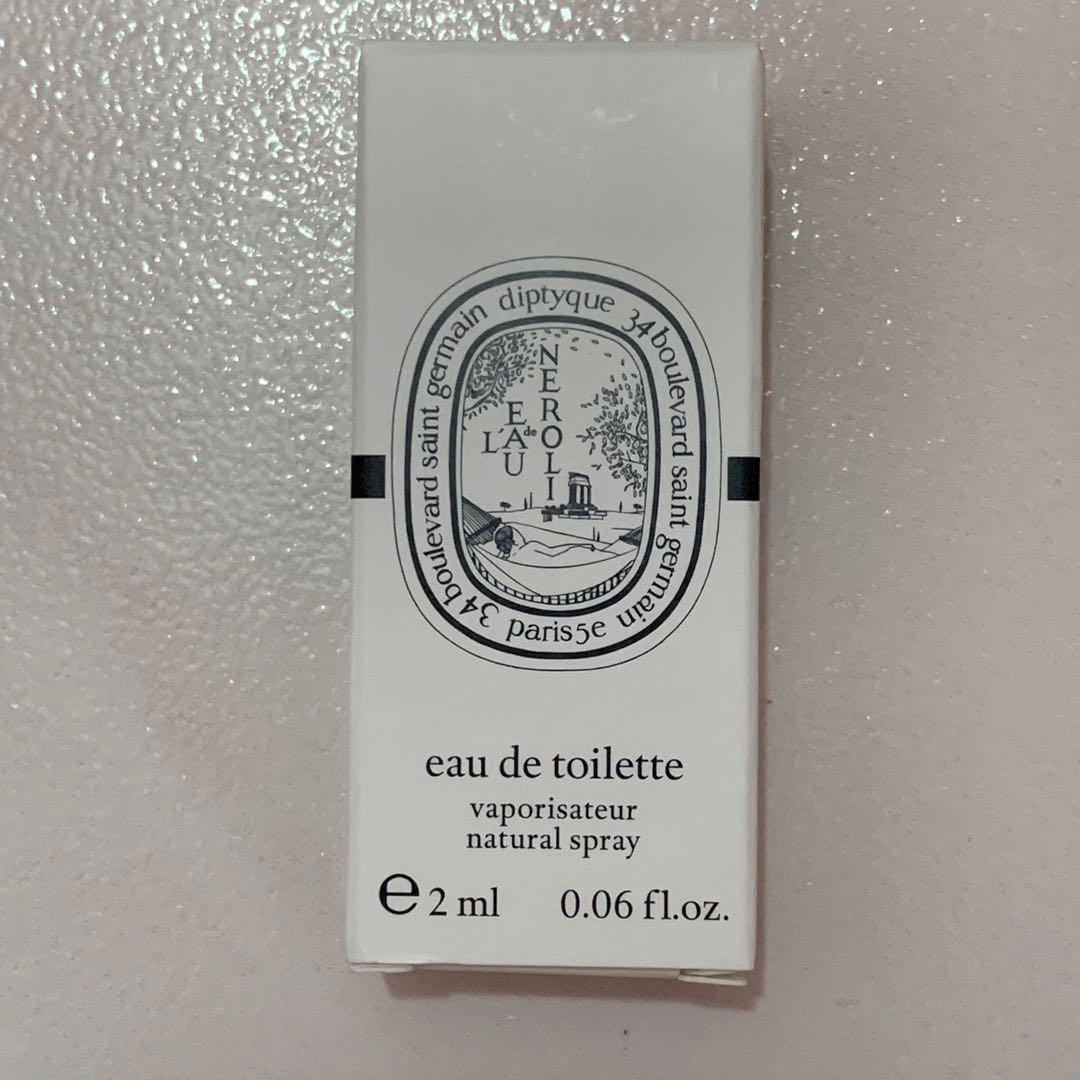 diptyque 34 boulevard saint germain paris5e 34 boulevard saint germain
L'EAU de NEROLI
eau de toilette
vaporisateur
natural spray
e 2 ml 0.06 fl.oz.